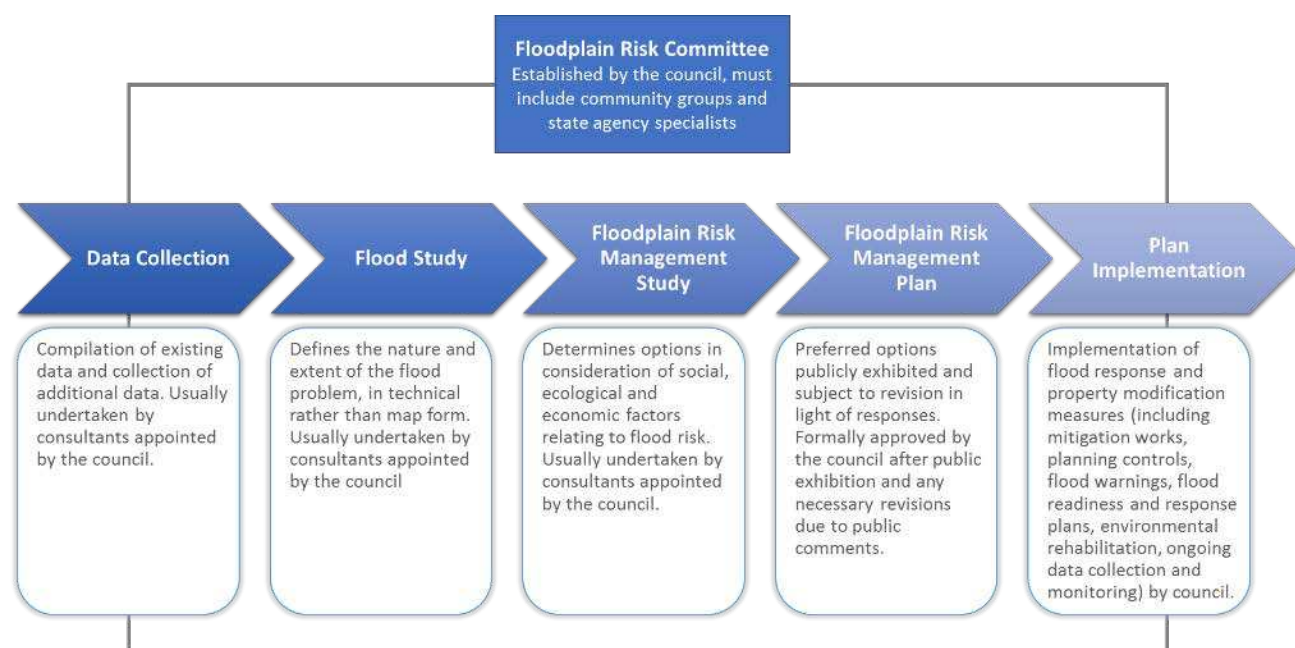 Floodplain Risk Committee
Established by the council, must
include community groups and
state agency specialists
Data Collection
Compilation of existing
data and collection of
additional data. Usually
undertaken by
consultants appointed
by the council.
Flood Study
Defines the nature and
extent of the flood
problem, in technical
rather than map form.
Usually undertaken by
consultants appointed
by the council
Floodplain Risk
Management
Study
Determines options in
consideration of social,
ecological and
economic factors
relating to flood risk.
Usually undertaken by
consultants appointed
by the council.
Floodplain Risk
Management
Plan
Preferred options
publicly exhibited and
subject to revision in
light of responses.
Formally approved by
the council after public
exhibition and any
necessary revisions
due to public
comments.
Plan
Implementation
Implementation of
flood response and
property modification
measures (including
mitigation works,
planning controls,
flood warnings, flood
readiness and response
plans, environmental
rehabilitation, ongoing
data collection and
monitoring) by council.